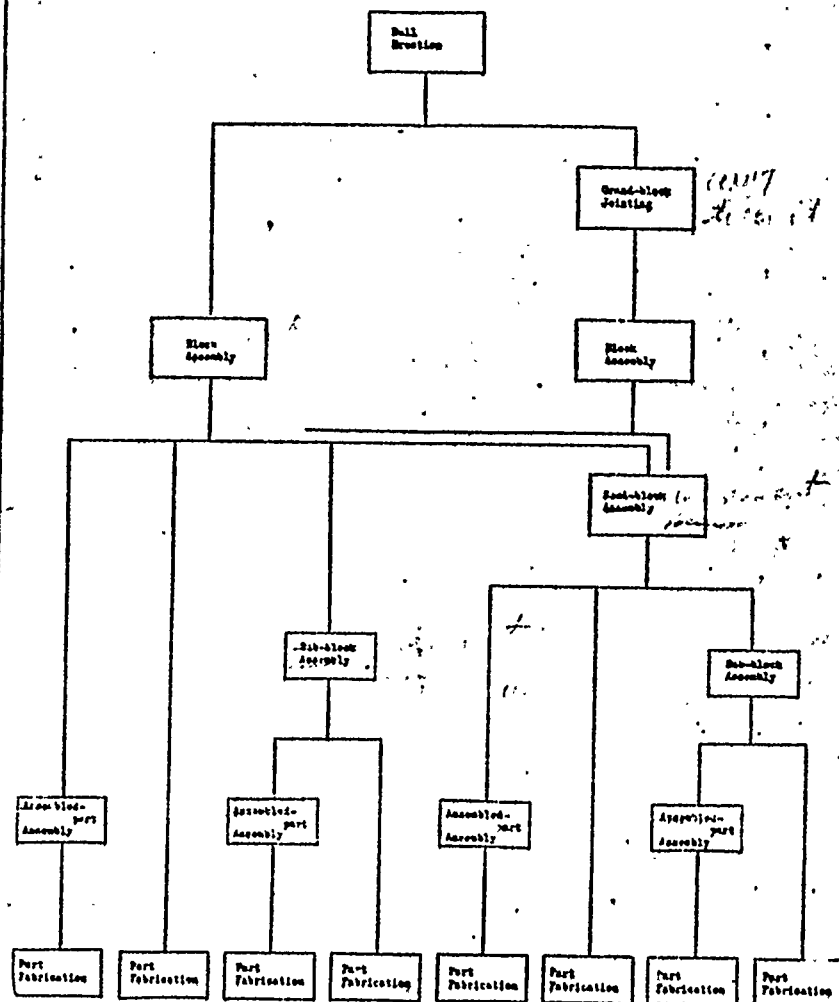 Hull
Erection
Grand-block
Jointing
Block
Assembly
Block
Assembly
Semi-block
Assembly
Sub-block
Assembly
Sub-block
Assembly
Assembled-
part
Assembly
Assembled-
part
Assembly
Assembled-
part
Assembly
Assembled-
part
Assembly
Part
Fabrication
Part
Fabrication
Part
Fabrication
Part
Fabrication
Part
Fabrication
Part
Fabrication
Part
Fabrication
Part
Fabrication